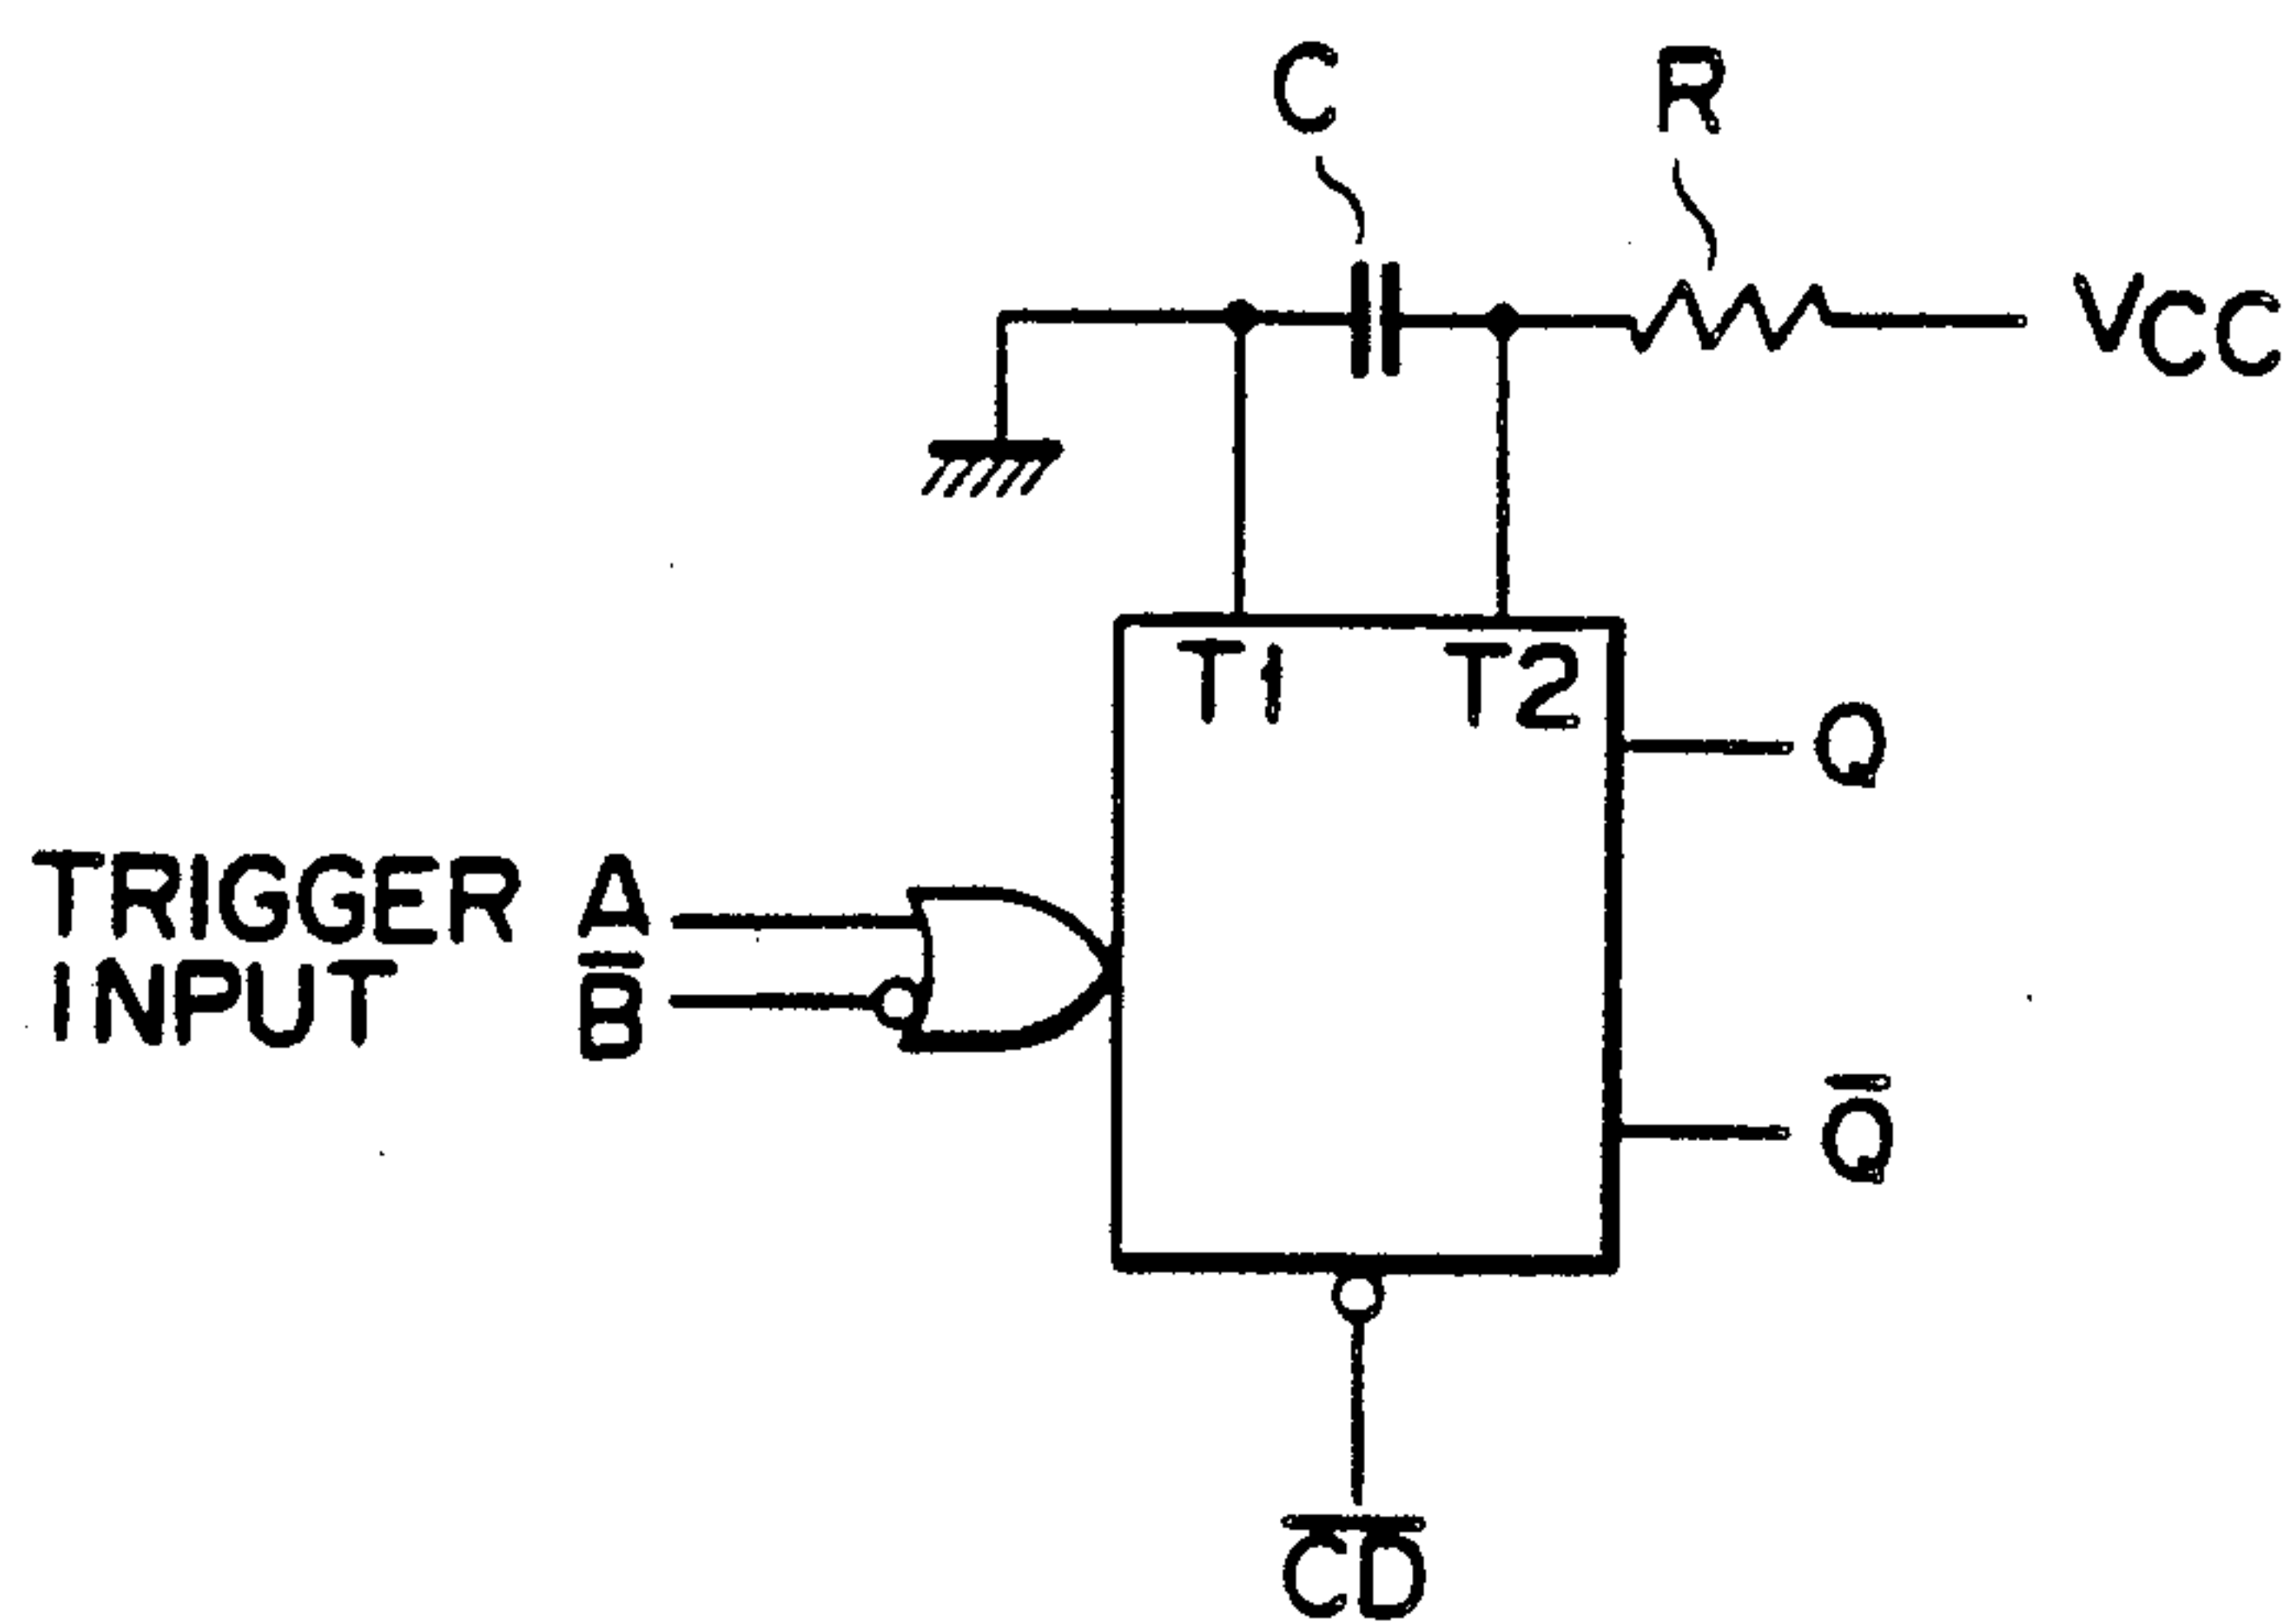 C
R
VCC
T1
T2
Q
TRIGGER A
INPUT B̅
Q̅
C̅D̅